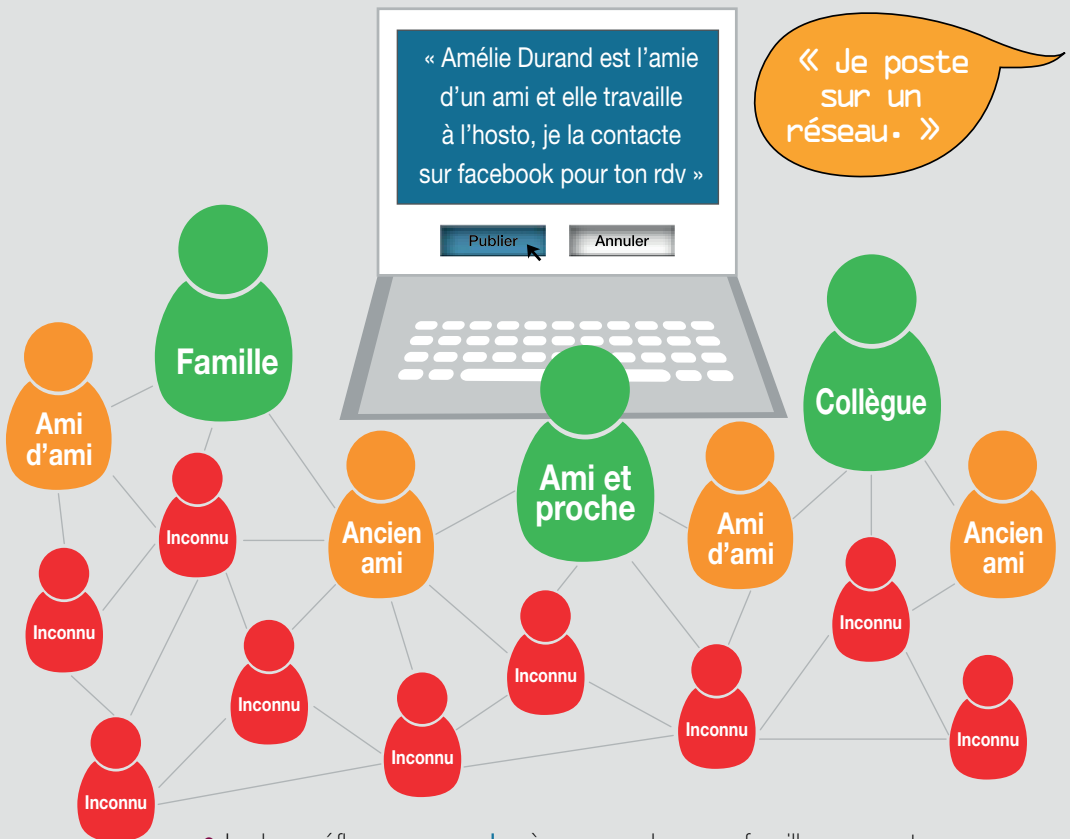 « Amélie Durand est l’amie
d’un ami et elle travaille
à l’hosto, je la contacte
sur facebook pour ton rdv »
« Je poste
sur un
réseau. »
Publier
Annuler
Famille
Collègue
Ami
d’ami
Ami et
proche
Inconnu
Ancien
ami
Ami
d’ami
Ancien
ami
Inconnu
Inconnu
Inconnu
Inconnu
Inconnu
Inconnu
Inconnu
Inconnu
Inconnu